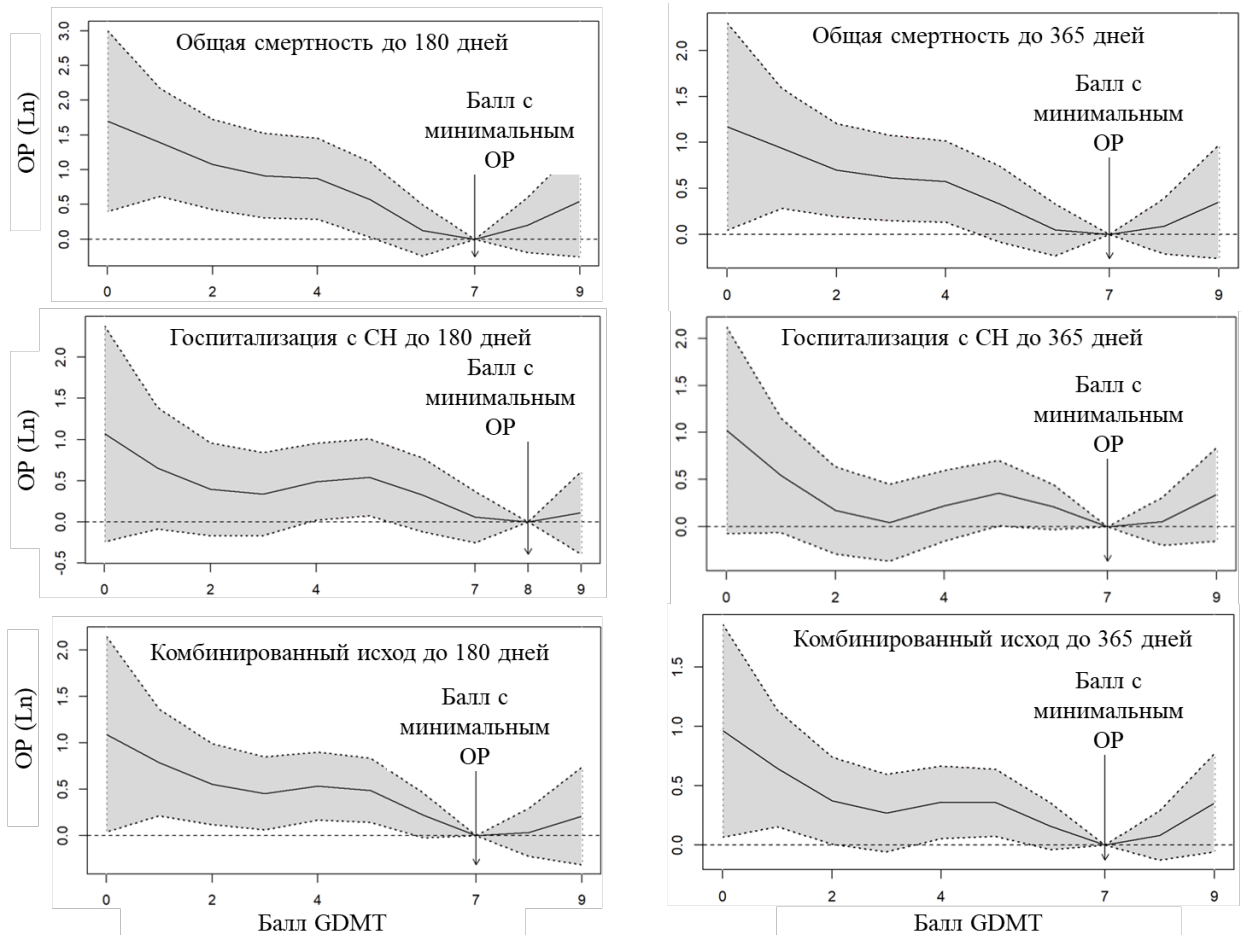 Общая смертность до 180 дней
Балл с
минимальным
ОР
ОР (Ln)
3.0
2.5
2.0
1.5
1.0
0.5
0.0
0 2 4 7 9
Общая смертность до 365 дней
Балл с
минимальным
ОР
2.0
1.5
1.0
0.5
0.0
0 2 4 7 9
Госпитализация с СН до 180 дней
Балл с
минимальным
ОР
ОР (Ln)
2.0
1.5
1.0
0.5
0.0
-0.5
0 2 4 7 8 9
Госпитализация с СН до 365 дней
Балл с
минимальным
ОР
2.0
1.5
1.0
0.5
0.0
0 2 4 7 9
Комбинированный исход до 180 дней
Балл с
минимальным
ОР
ОР (Ln)
2.0
1.5
1.0
0.5
0.0
0 2 4 7 9
Балл GDMT
Комбинированный исход до 365 дней
Балл с
минимальным
ОР
1.5
1.0
0.5
0.0
0 2 4 7 9
Балл GDMT